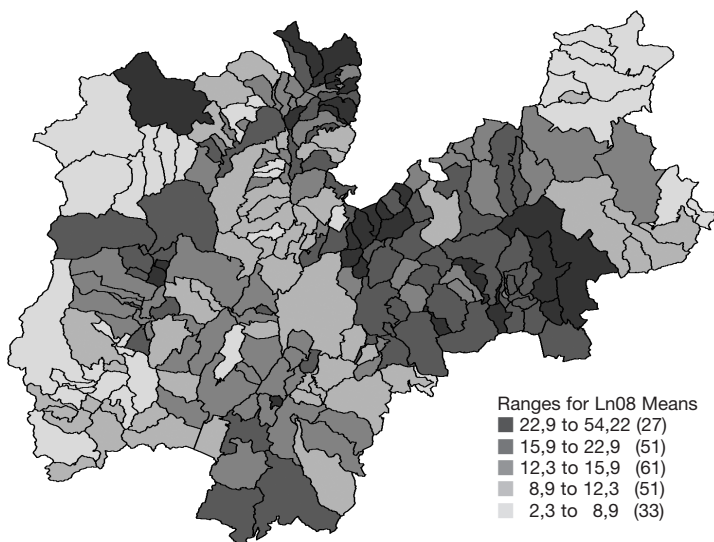 Ranges for Ln08 Means
22,9 to 54,22 (27)
15,9 to 22,9 (51)
12,3 to 15,9 (61)
8,9 to 12,3 (51)
2,3 to 8,9 (33)